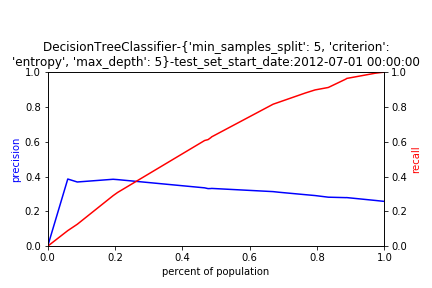 DecisionTreeClassifier-{'min_samples_split': 5, 'criterion':
'entropy', 'max_depth': 5}-test_set_start_date:2012-07-01 00:00:00
1.0
0.8
0.6
0.4
0.2
0.0
precision
1.0
0.8
0.6
0.4
0.2
0.0
recall
0.0 0.2 0.4 0.6 0.8 1.0
percent of population